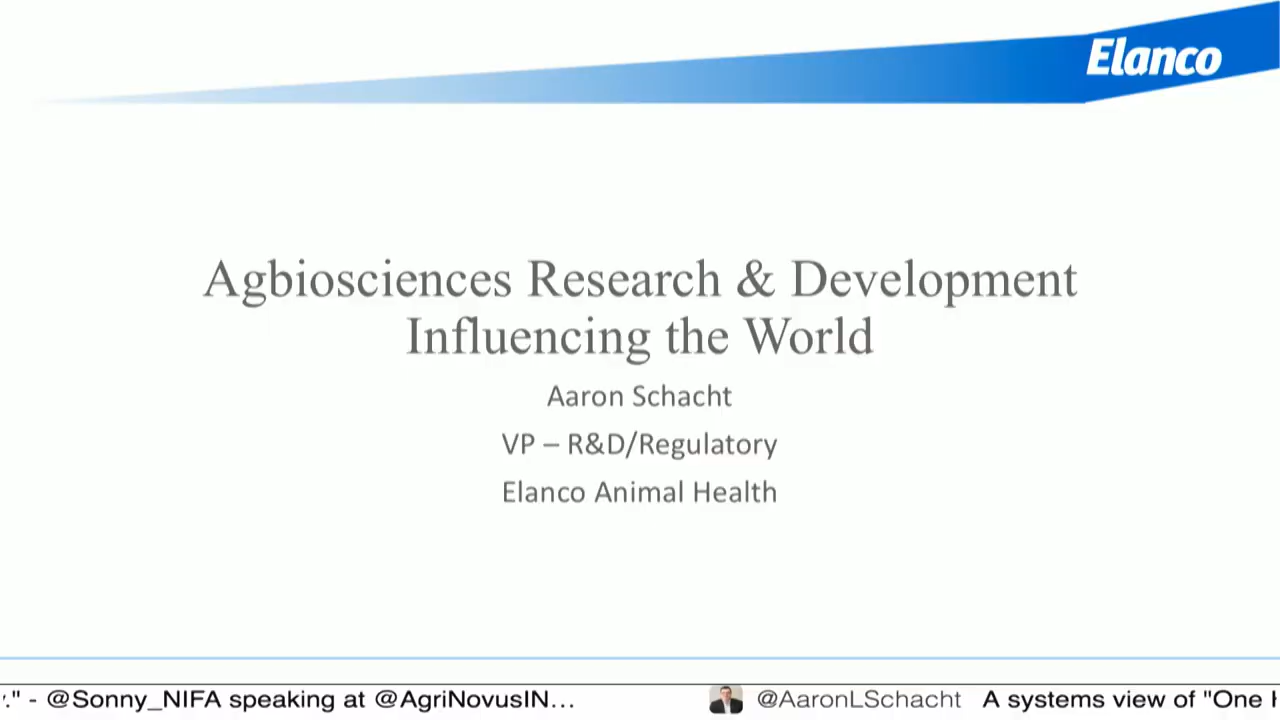 Elanco
Agbiosciences Research & Development
Influencing the World
Aaron Schacht
VP – R&D/Regulatory
Elanco Animal Health
." - @Sonny_NIFA speaking at @AgriNovusIN… @AaronLSchacht A systems view of "One